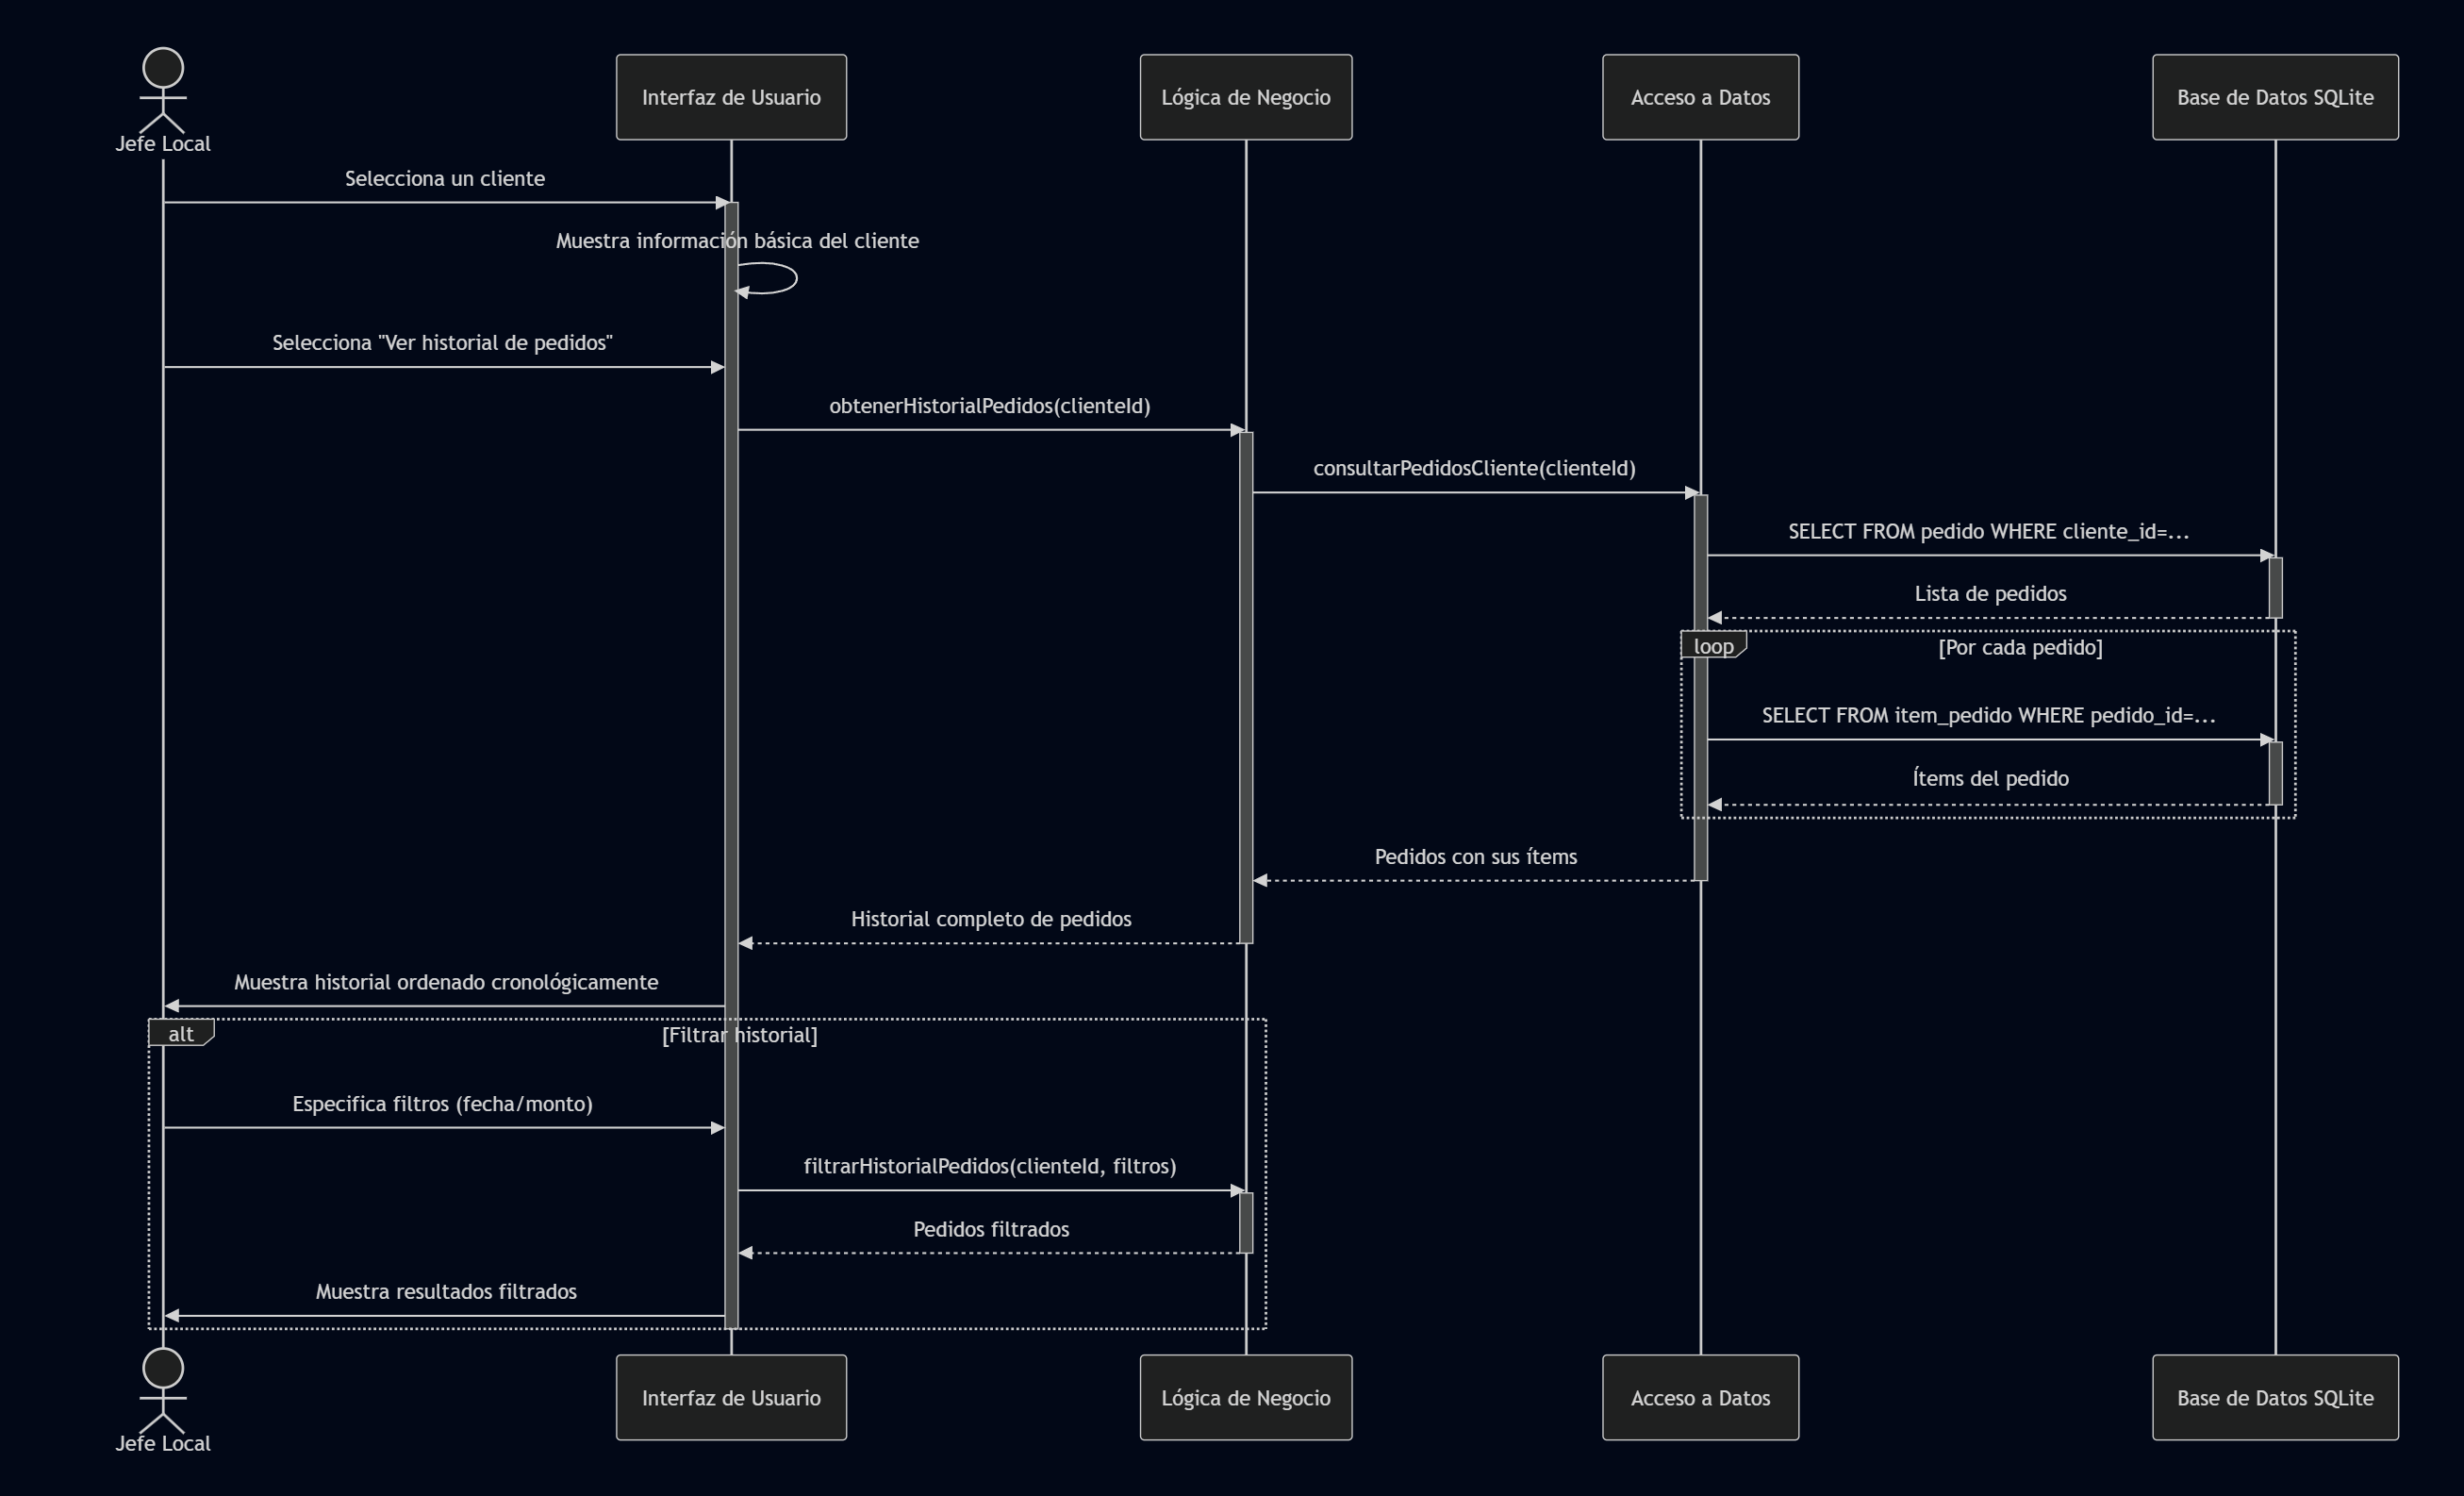 Jefe Local
Interfaz de Usuario
Lógica de Negocio
Acceso a Datos
Base de Datos SQLite
Selecciona un cliente
Muestra información básica del cliente
Selecciona "Ver historial de pedidos"
obtenerHistorialPedidos(clienteId)
consultarPedidosCliente(clienteId)
SELECT FROM pedido WHERE cliente_id=...
Lista de pedidos
loop
[Por cada pedido]
SELECT FROM item_pedido WHERE pedido_id=...
Ítems del pedido
Pedidos con sus ítems
Historial completo de pedidos
Muestra historial ordenado cronológicamente
alt
[Filtrar historial]
Especifica filtros (fecha/monto)
filtrarHistorialPedidos(clienteId, filtros)
Pedidos filtrados
Muestra resultados filtrados
Jefe Local
Interfaz de Usuario
Lógica de Negocio
Acceso a Datos
Base de Datos SQLite